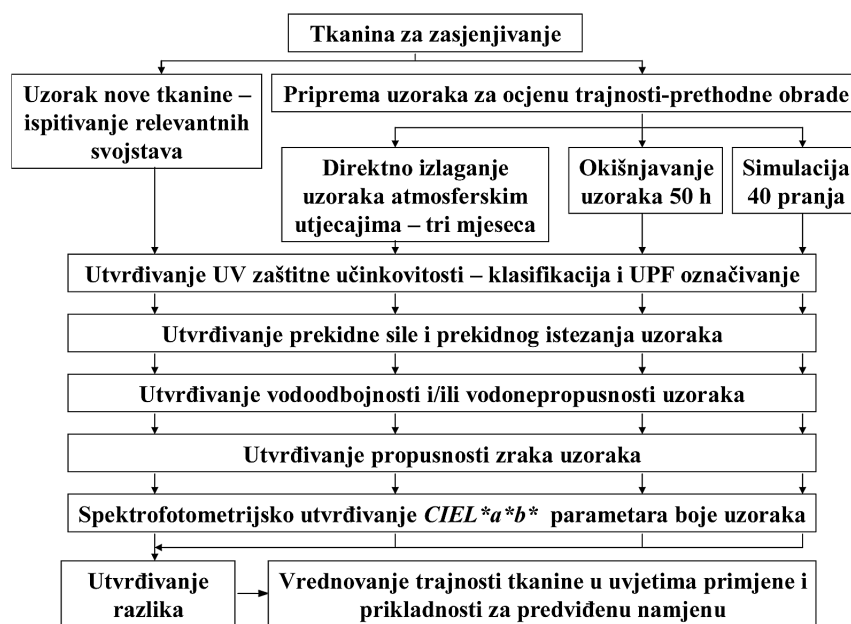 Tkanina za zasjenjivanje
Uzorak nove tkanine –
ispitivanje relevantnih
svojstava
Priprema uzoraka za ocjenu trajnosti-prethodne obrade
Direktno izlaganje
uzoraka atmosferskim
utjecajima – tri mjeseca
Okišnjavanje
uzoraka 50 h
Simulacija
40 pranja
Utvrđivanje UV zaštitne učinkovitosti – klasifikacija i UPF označivanje
Utvrđivanje prekidne sile i prekidnog istezanja uzoraka
Utvrđivanje vodoodbojnosti i/ili vodonepropusnosti uzoraka
Utvrđivanje propusnosti zraka uzoraka
Spektrofotometrijsko utvrđivanje CIEL*a*b* parametara boje uzoraka
Utvrđivanje
razlika
Vrednovanje trajnosti tkanine u uvjetima primjene i
prikladnosti za predviđenu namjenu